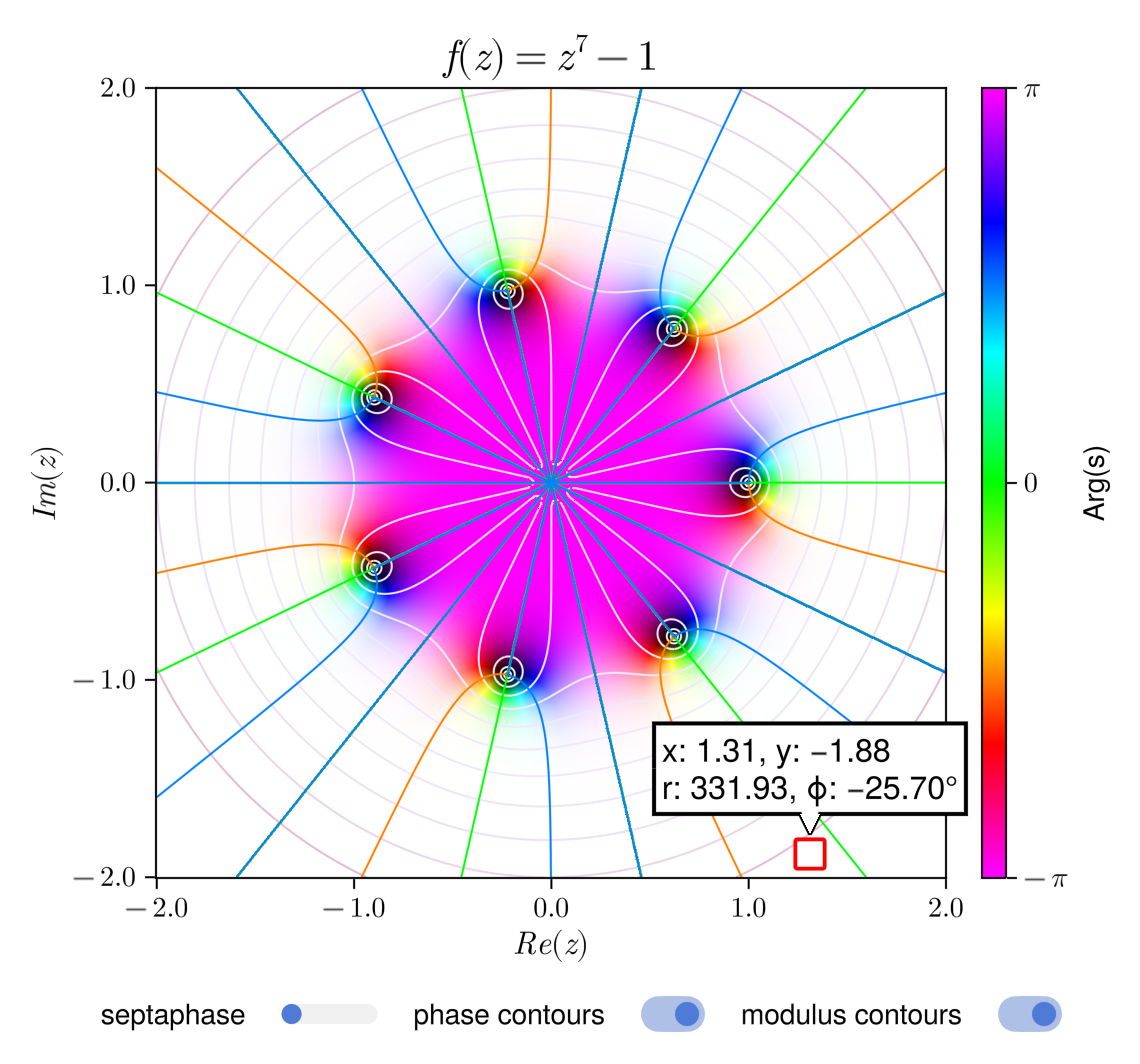 f(z) = z⁷ − 1
2.0
1.0
0.0
−1.0
−2.0
Im(z)
−2.0
−1.0
0.0
1.0
2.0
Re(z)
x: 1.31, y: −1.88
r: 331.93, ϕ: −25.70°
π
0
−π
Arg(s)
septaphase phase contours modulus contours